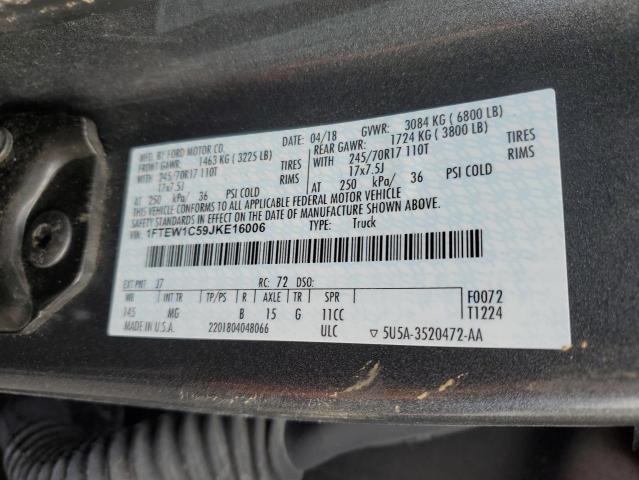 MFD. BY FORD MOTOR CO. DATE: 04/18 GVWR: 3084 KG ( 6800 LB)
FRONT GAWR: 1463 KG ( 3225 LB) REAR GAWR: 1724 KG ( 3800 LB)
WITH 245/70R17 110T TIRES WITH 245/70R17 110T TIRES
17x7.5J RIMS 17x7.5J RIMS
AT 250 kPa/ 36 PSI COLD AT 250 kPa/ 36 PSI COLD
THIS VEHICLE CONFORMS TO ALL APPLICABLE FEDERAL MOTOR VEHICLE
SAFETY STANDARDS IN EFFECT ON THE DATE OF MANUFACTURE SHOWN ABOVE.
VIN: 1FTEW1C59JKE16006 TYPE: Truck
EXT PNT: J7 RC: 72 DSO:
WB INT TR TP/PS R AXLE TR SPR F0072
145 MG B 15 G 11CC T1224
MADE IN U.S.A. 2201804048066 ULC ▽ 5U5A-3520472-AA